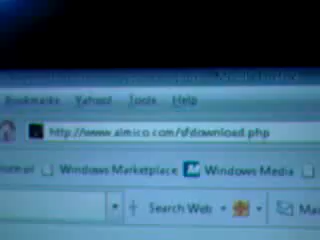 Bookmarks Yahoo! Tools Help
http://www.almico.com/sfdownload.php
Windows Marketplace Windows Media
Search Web